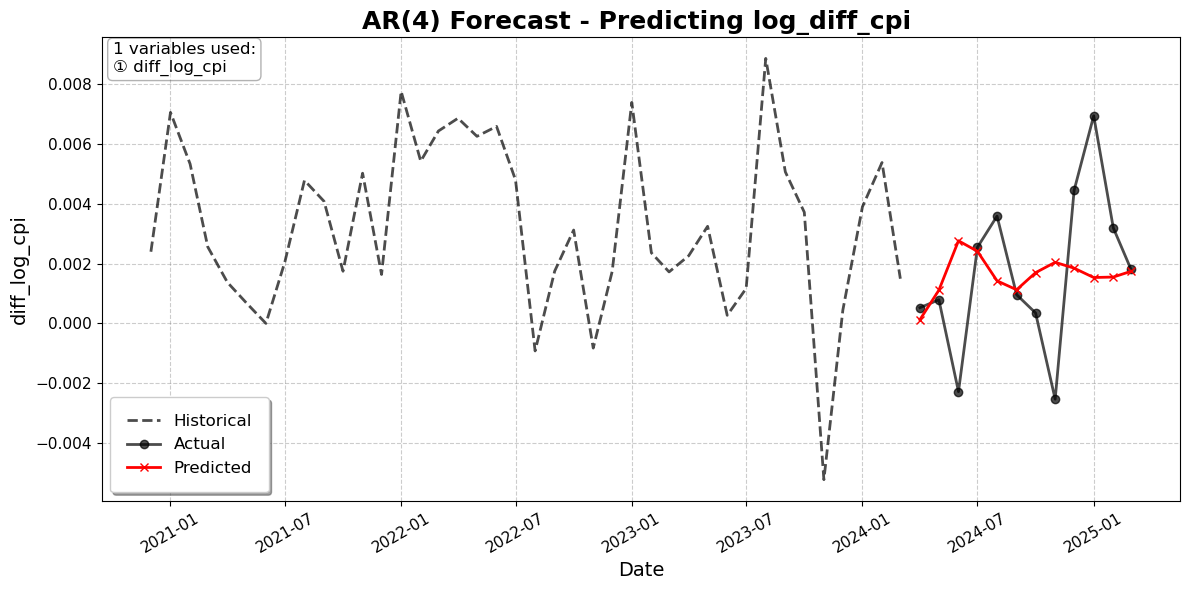 AR(4) Forecast - Predicting log_diff_cpi
1 variables used:
① diff_log_cpi
diff_log_cpi
0.008
0.006
0.004
0.002
0.000
−0.002
−0.004
Historical
Actual
Predicted
2021-01
2021-07
2022-01
2022-07
2023-01
2023-07
2024-01
2024-07
2025-01
Date